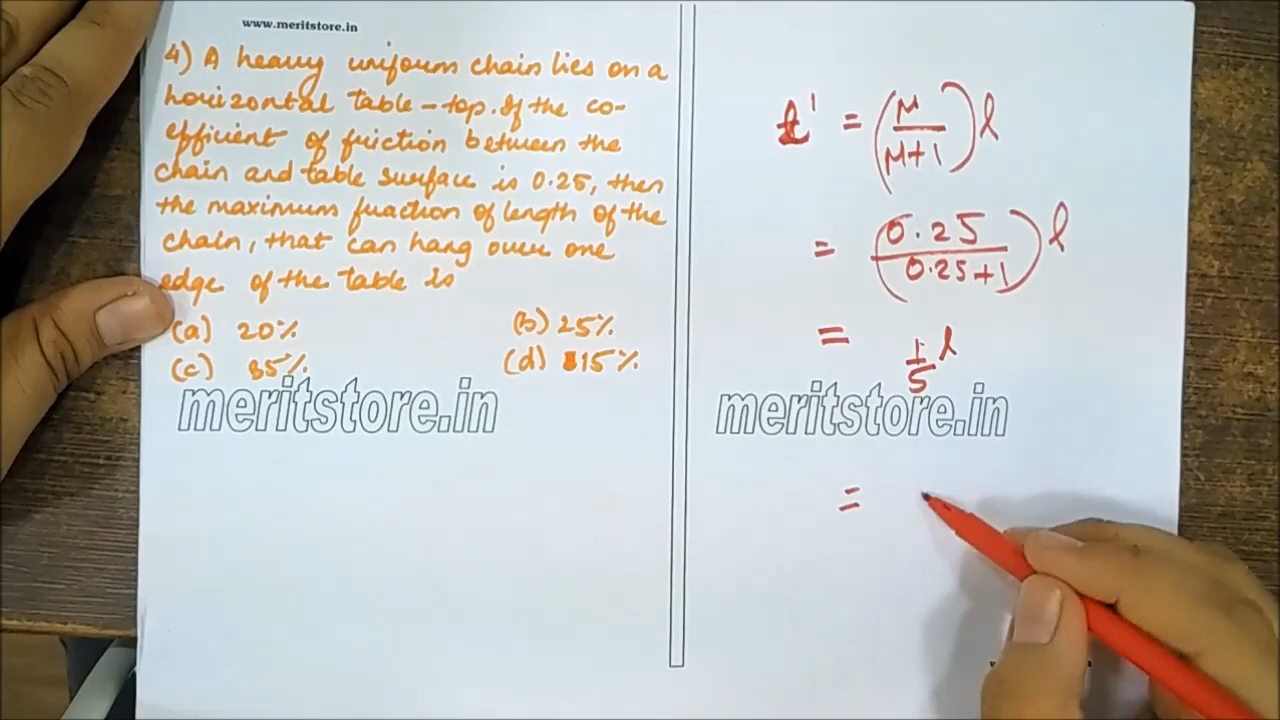 www.meritstore.in
4) A heavy uniform chain lies on a
horizontal table-top. If the co-
efficient of friction between the
chain and table surface is 0.25, then
the maximum fraction of length of the
chain, that can hang over one
edge of the table is
(a) 20% (b) 25%
(c) 35% (d) 15%
meritstore.in
l' = (μ/μ+1)l
= (0.25/0.25+1)l
= 1/5 l
meritstore.in
=